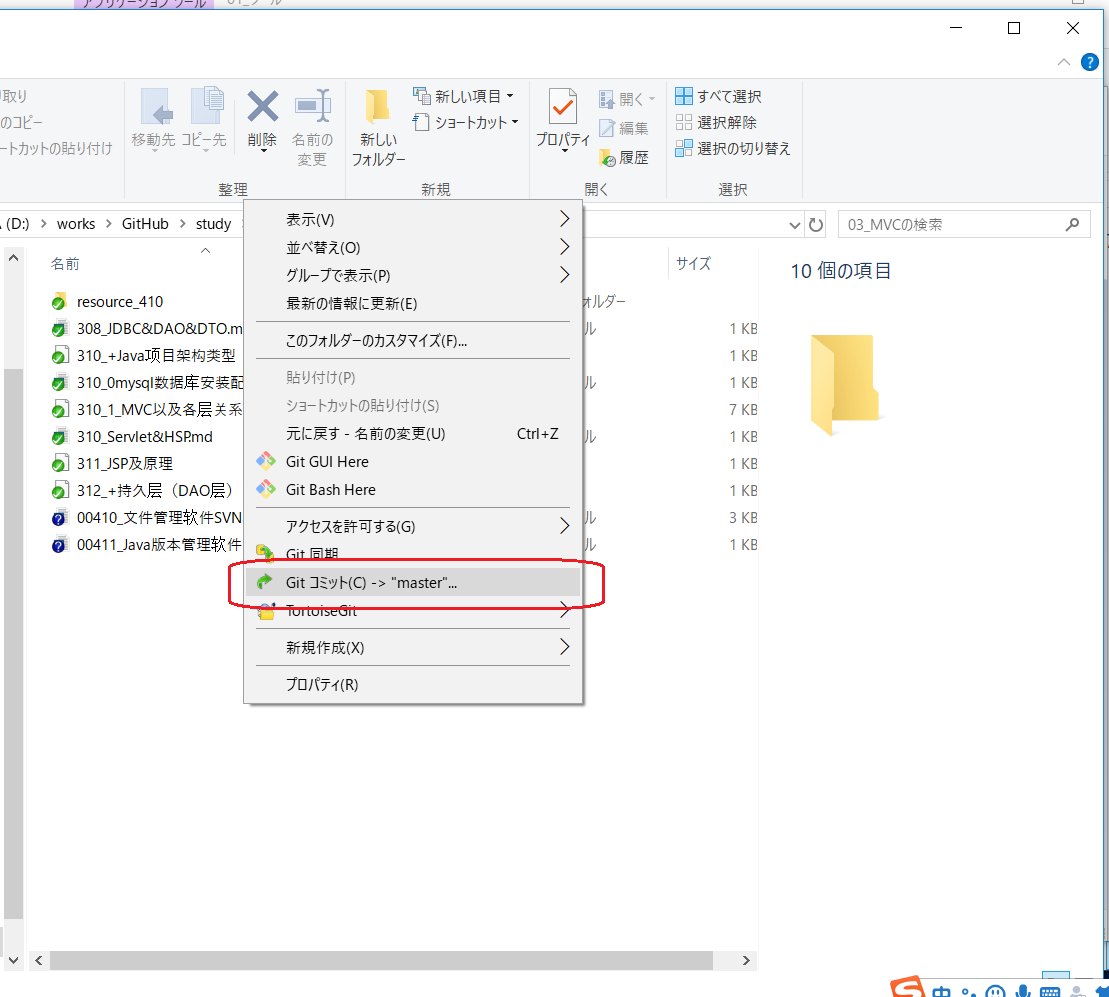 アプリケーション ツール
切り取り
のコピー
ートカットの貼り付け
移動先 コピー先
削除
名前の
変更
新しい
フォルダー
新しい項目
ショートカット
プロパティ
開く
編集
履歴
すべて選択
選択解除
選択の切り替え
整理
新規
開く
選択
(D:) > works > GitHub > study
03_MVCの検索
名前
サイズ
10 個の項目
resource_410
ォルダー
308_JDBC&DAO&DTO.m
ル
1 KB
310_+Java项目架构类型
1 KB
310_0mysql数据库安装配
ル
1 KB
310_1_MVC以及各层关系
7 KB
310_Servlet&HSP.md
ル
1 KB
311_JSP及原理
1 KB
312_+持久层（DAO层）
1 KB
00410_文件管理软件SVN
ル
3 KB
00411_Java版本管理软件
ル
1 KB
表示(V)
並べ替え(O)
グループで表示(P)
最新の情報に更新(E)
このフォルダーのカスタマイズ(F)...
貼り付け(P)
ショートカットの貼り付け(S)
元に戻す - 名前の変更(U) Ctrl+Z
Git GUI Here
Git Bash Here
アクセスを許可する(G)
Git 同期
Git コミット(C) -> "master"...
TortoiseGit
新規作成(X)
プロパティ(R)
中